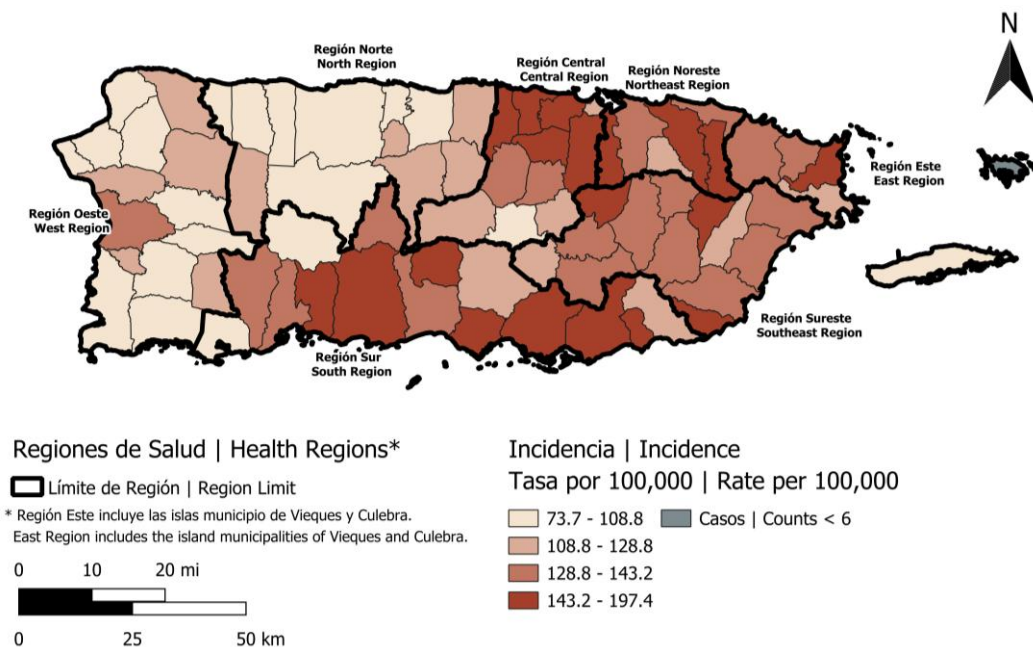 N
Región Norte
North Region
Región Central
Central Region
Región Noreste
Northeast Region
Región Este
East Region
Región Oeste
West Region
Región Sureste
Southeast Region
Región Sur
South Region
Regiones de Salud | Health Regions*
Límite de Región | Region Limit
* Región Este incluye las islas municipio de Vieques y Culebra.
East Region includes the island municipalities of Vieques and Culebra.
0 10 20 mi
0 25 50 km
Incidencia | Incidence
Tasa por 100,000 | Rate per 100,000
73.7 - 108.8 Casos | Counts < 6
108.8 - 128.8
128.8 - 143.2
143.2 - 197.4